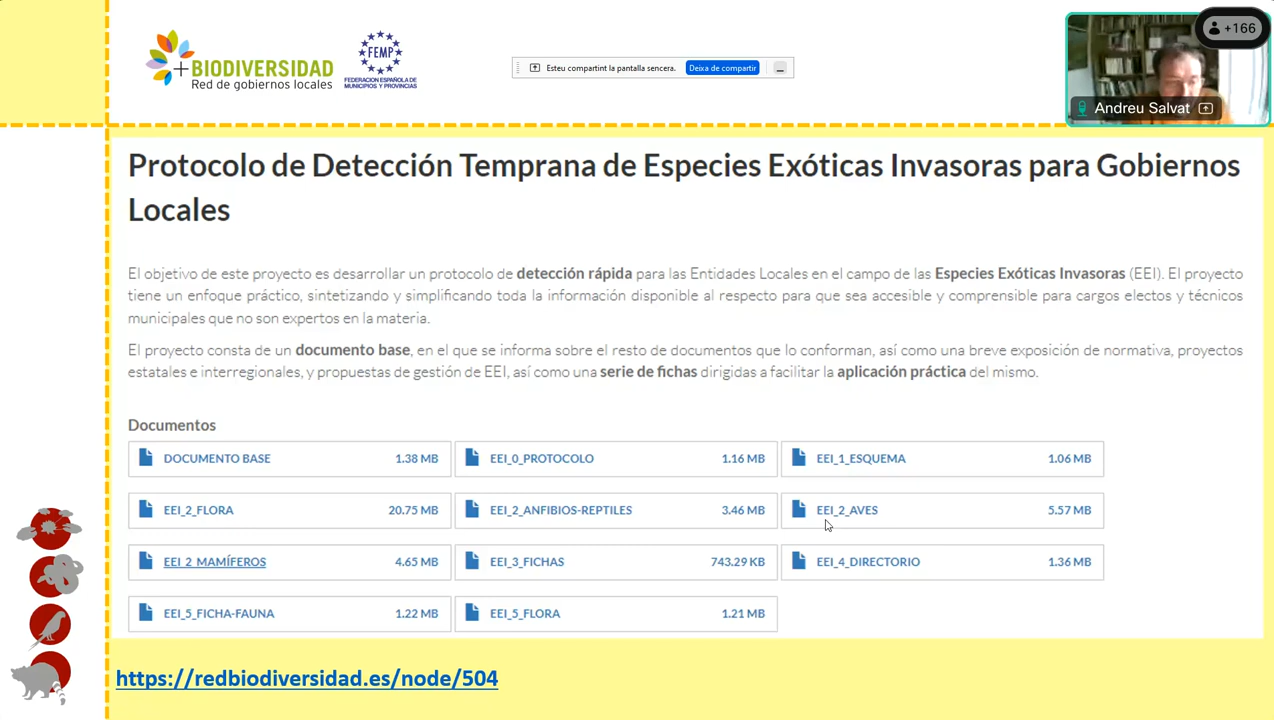 +BIODIVERSIDAD
Red de gobiernos locales
FEMP
FEDERACION ESPAÑOLA DE
MUNICIPIOS Y PROVINCIAS
Esteu compartint la pantalla sencera.
Deixa de compartir
+166
Andreu Salvat
Protocolo de Detección Temprana de Especies Exóticas Invasoras para Gobiernos
Locales
El objetivo de este proyecto es desarrollar un protocolo de detección rápida para las Entidades Locales en el campo de las Especies Exóticas Invasoras (EEI). El proyecto
tiene un enfoque práctico, sintetizando y simplificando toda la información disponible al respecto para que sea accesible y comprensible para cargos electos y técnicos
municipales que no son expertos en la materia.
El proyecto consta de un documento base, en el que se informa sobre el resto de documentos que lo conforman, así como una breve exposición de normativa, proyectos
estatales e interregionales, y propuestas de gestión de EEI, así como una serie de fichas dirigidas a facilitar la aplicación práctica del mismo.
Documentos
DOCUMENTO BASE 1.38 MB
EEI_0_PROTOCOLO 1.16 MB
EEI_1_ESQUEMA 1.06 MB
EEI_2_FLORA 20.75 MB
EEI_2_ANFIBIOS-REPTILES 3.46 MB
EEI_2_AVES 5.57 MB
EEI_2_MAMÍFEROS 4.65 MB
EEI_3_FICHAS 743.29 KB
EEI_4_DIRECTORIO 1.36 MB
EEI_5_FICHA-FAUNA 1.22 MB
EEI_5_FLORA 1.21 MB
https://redbiodiversidad.es/node/504